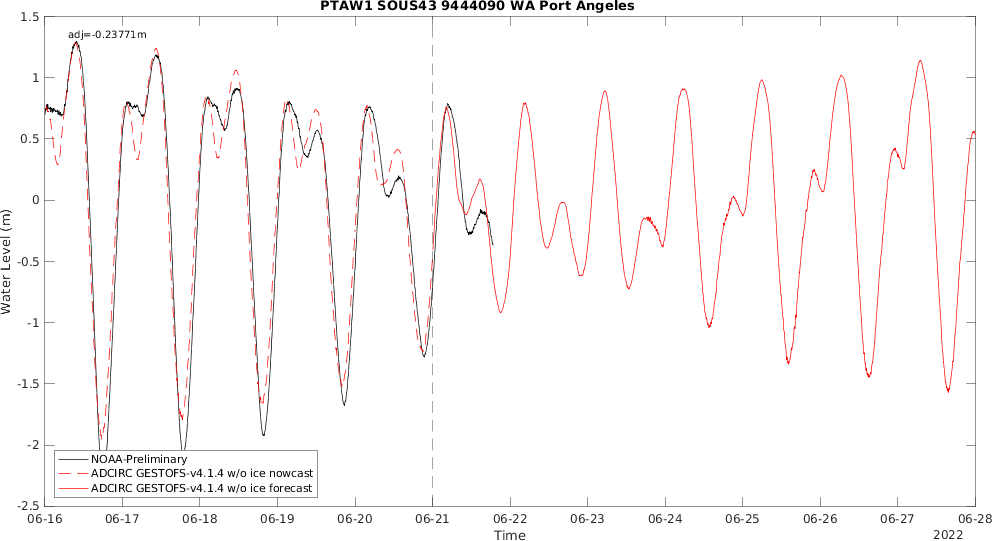 PTAW1 SOUS43 9444090 WA Port Angeles
adj=-0.23771m
1.5
1
0.5
0
-0.5
-1
-1.5
-2
-2.5
Water Level (m)
NOAA-Preliminary
ADCIRC GESTOFS-v4.1.4 w/o ice nowcast
ADCIRC GESTOFS-v4.1.4 w/o ice forecast
06-16 06-17 06-18 06-19 06-20 06-21 06-22 06-23 06-24 06-25 06-26 06-27 06-28
Time
2022